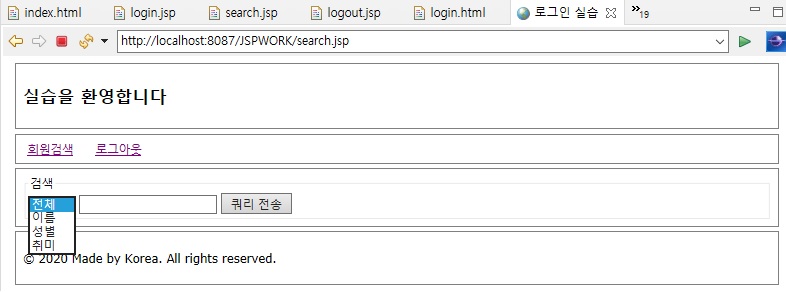 index.html login.jsp search.jsp logout.jsp login.html 로그인 실습 »19
http://localhost:8087/JSPWORK/search.jsp
실습을 환영합니다
회원검색 로그아웃
검색
전체 쿼리 전송
이름
성별
취미
© 2020 Made by Korea. All rights reserved.